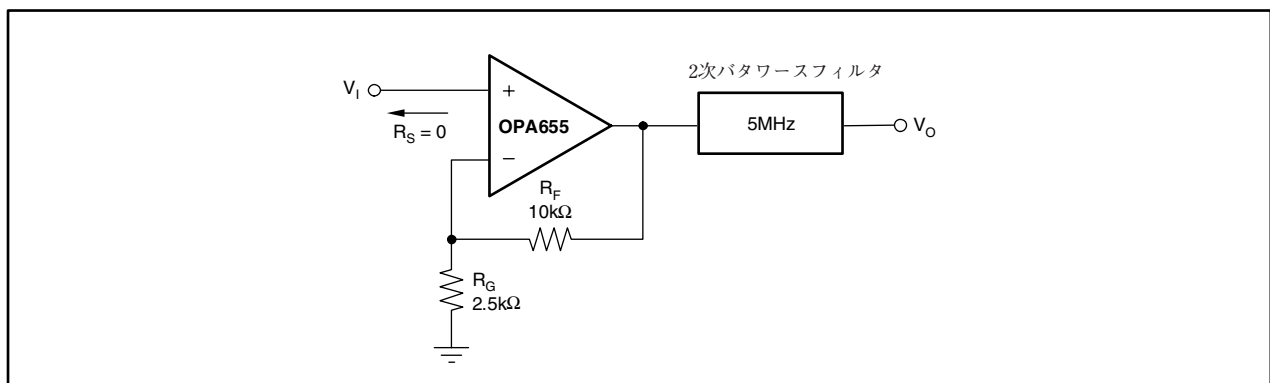 2次バタワースフィルタ
V_I
+
R_S = 0
OPA655
−
5MHz
V_O
R_F
10kΩ
R_G
2.5kΩ